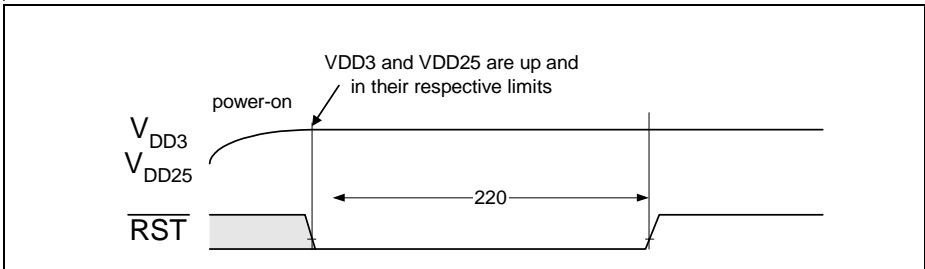 VDD3 and VDD25 are up and
in their respective limits
power-on
VDD3
VDD25
220
RST